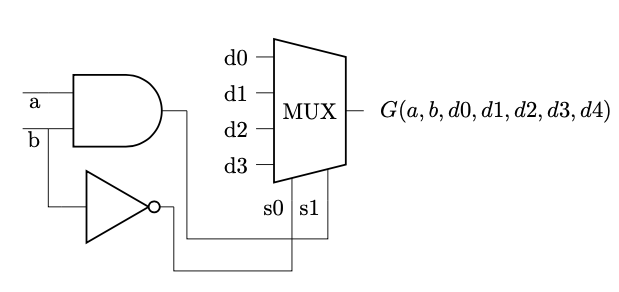 a
b
d0
d1
d2
d3
MUX
s0 s1
G(a, b, d0, d1, d2, d3, d4)